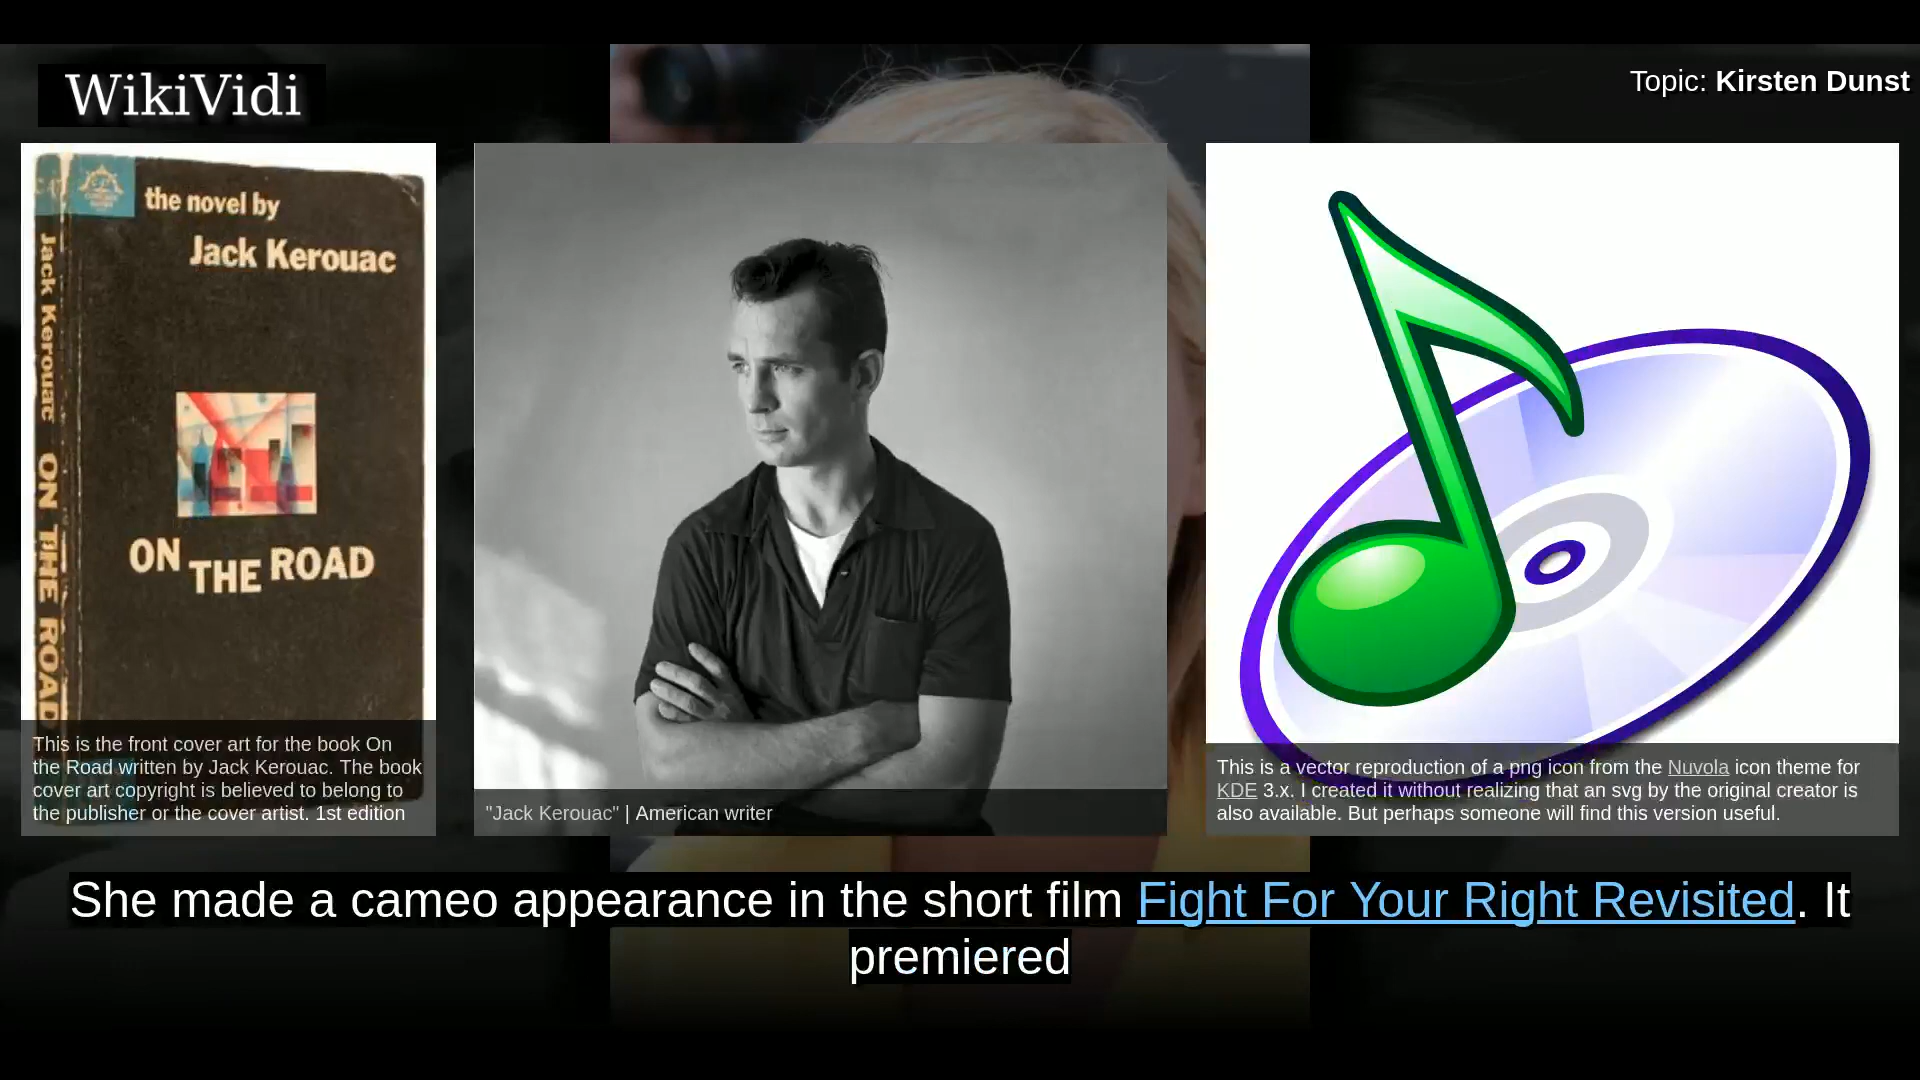 WikiVidi
Topic: Kirsten Dunst
the novel by
Jack Kerouac
Jack Kerouac ON THE ROAD
ON THE ROAD
This is the front cover art for the book On
the Road written by Jack Kerouac. The book
cover art copyright is believed to belong to
the publisher or the cover artist. 1st edition
"Jack Kerouac" | American writer
This is a vector reproduction of a png icon from the Nuvola icon theme for
KDE 3.x. I created it without realizing that an svg by the original creator is
also available. But perhaps someone will find this version useful.
She made a cameo appearance in the short film Fight For Your Right Revisited. It
premiered